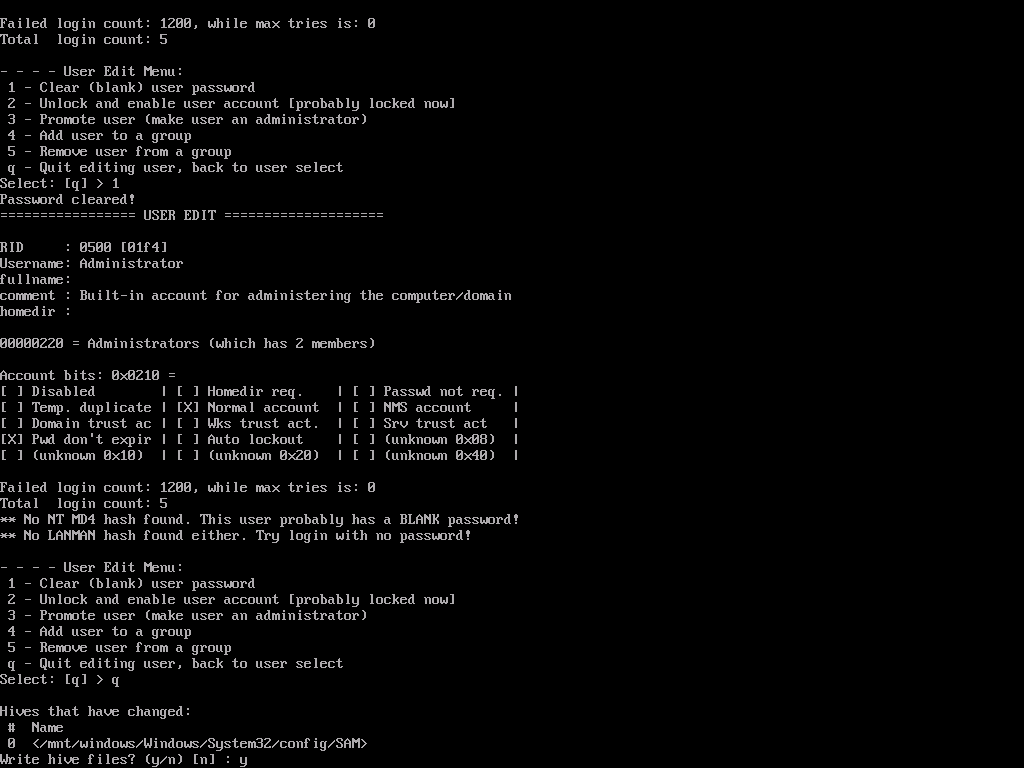 Failed login count: 1200, while max tries is: 0
Total  login count: 5

- - - - User Edit Menu:
 1 - Clear (blank) user password
 2 - Unlock and enable user account [probably locked now]
 3 - Promote user (make user an administrator)
 4 - Add user to a group
 5 - Remove user from a group
 q - Quit editing user, back to user select
Select: [q] > 1
Password cleared!
================= USER EDIT ====================

RID     : 0500 [01f4]
Username: Administrator
fullname:
comment : Built-in account for administering the computer/domain
homedir :

00000220 = Administrators (which has 2 members)

Account bits: 0x0210 =
[ ] Disabled        | [ ] Homedir req.    | [ ] Passwd not req. |
[ ] Temp. duplicate | [X] Normal account  | [ ] NMS account     |
[ ] Domain trust ac | [ ] Wks trust act.  | [ ] Srv trust act   |
[X] Pwd don't expir | [ ] Auto lockout    | [ ] (unknown 0x08)  |
[ ] (unknown 0x10)  | [ ] (unknown 0x20)  | [ ] (unknown 0x40)  |

Failed login count: 1200, while max tries is: 0
Total  login count: 5
** No NT MD4 hash found. This user probably has a BLANK password!
** No LANMAN hash found either. Try login with no password!

- - - - User Edit Menu:
 1 - Clear (blank) user password
 2 - Unlock and enable user account [probably locked now]
 3 - Promote user (make user an administrator)
 4 - Add user to a group
 5 - Remove user from a group
 q - Quit editing user, back to user select
Select: [q] > q

Hives that have changed:
 #  Name
 0  </mnt/windows/Windows/System32/config/SAM>
Write hive files? (y/n) [n] : y